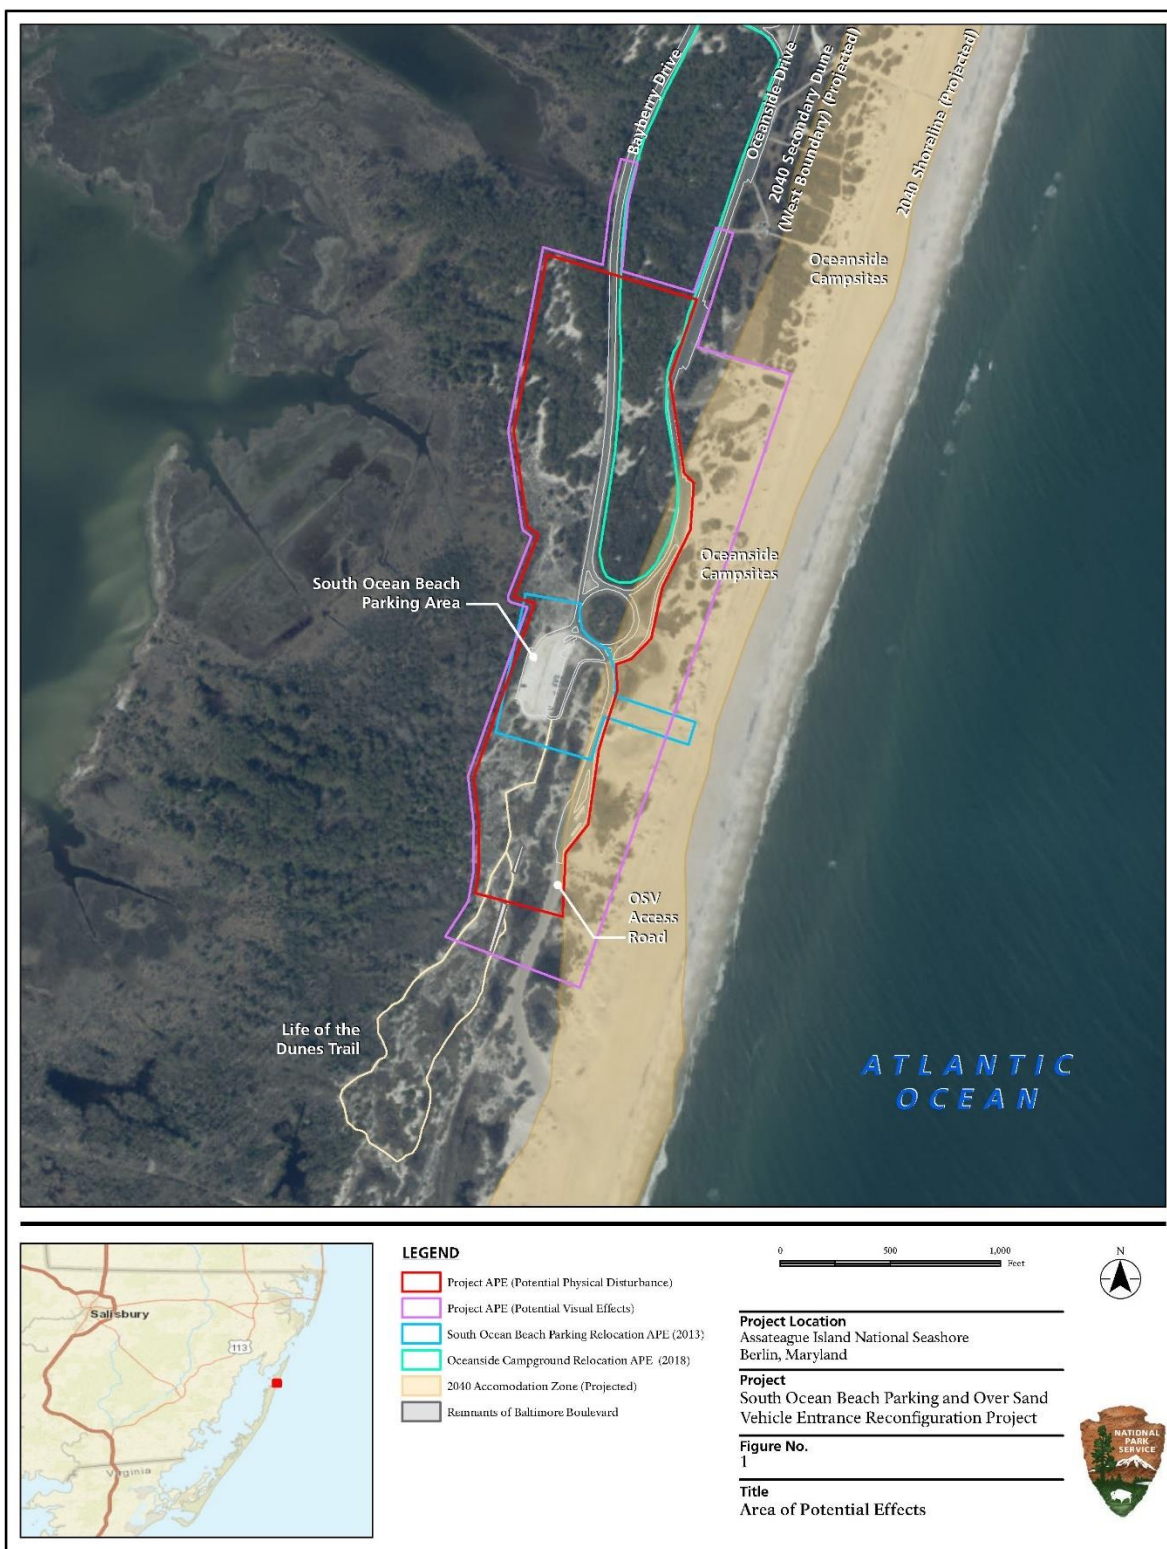 Bayberry Drive
Oceanside Drive
2040 Secondary Dune
(West Boundary) (Projected)
2040 Shoreline (Projected)
Oceanside
Campsites
Oceanside
Campsites
South Ocean Beach
Parking Area
OSV
Access
Road
Life of the
Dunes Trail
ATLANTIC
OCEAN
Salisbury
113
Virginia
LEGEND
Project APE (Potential Physical Disturbance)
Project APE (Potential Visual Effects)
South Ocean Beach Parking Relocation APE (2013)
Oceanside Campground Relocation APE (2018)
2040 Accomodation Zone (Projected)
Remnants of Baltimore Boulevard
0 500 1,000
Feet
N
Project Location
Assateague Island National Seashore
Berlin, Maryland
Project
South Ocean Beach Parking and Over Sand
Vehicle Entrance Reconfiguration Project
Figure No.
1
Title
Area of Potential Effects
NATIONAL
PARK
SERVICE